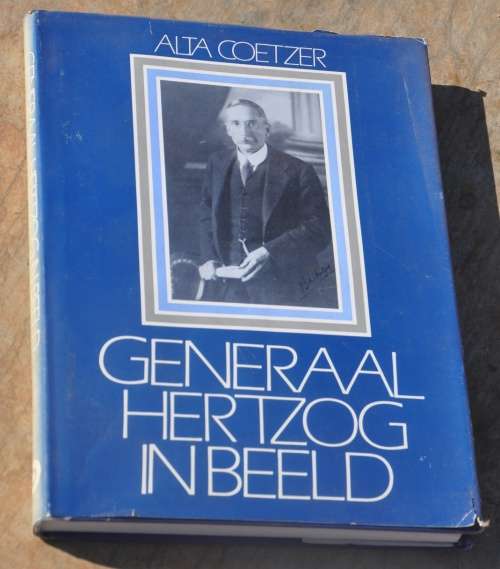 ALTA COETZER
GENERAAL
HERTZOG
IN BEELD